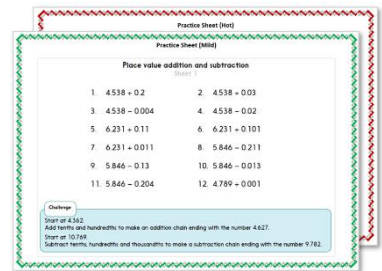 Practice Sheet (Hot)
Practice Sheet (Mild)
Place value addition and subtraction
Sheet 1
1. 4.538 + 0.2 2. 4.538 + 0.03
3. 4.538 – 0.004 4. 4.538 – 0.02
5. 6.231 + 0.11 6. 6.231 + 0.101
7. 6.231 + 0.011 8. 5.846 – 0.211
9. 5.846 – 0.13 10. 5.846 – 0.013
11. 5.846 – 0.204 12. 4.789 + 0.001
Challenge
Start at 4.362.
Add tenths and hundredths to make an addition chain ending with the number 4.627.
Start at 10.769.
Subtract tenths, hundredths and thousandths to make a subtraction chain ending with the number 9.782.